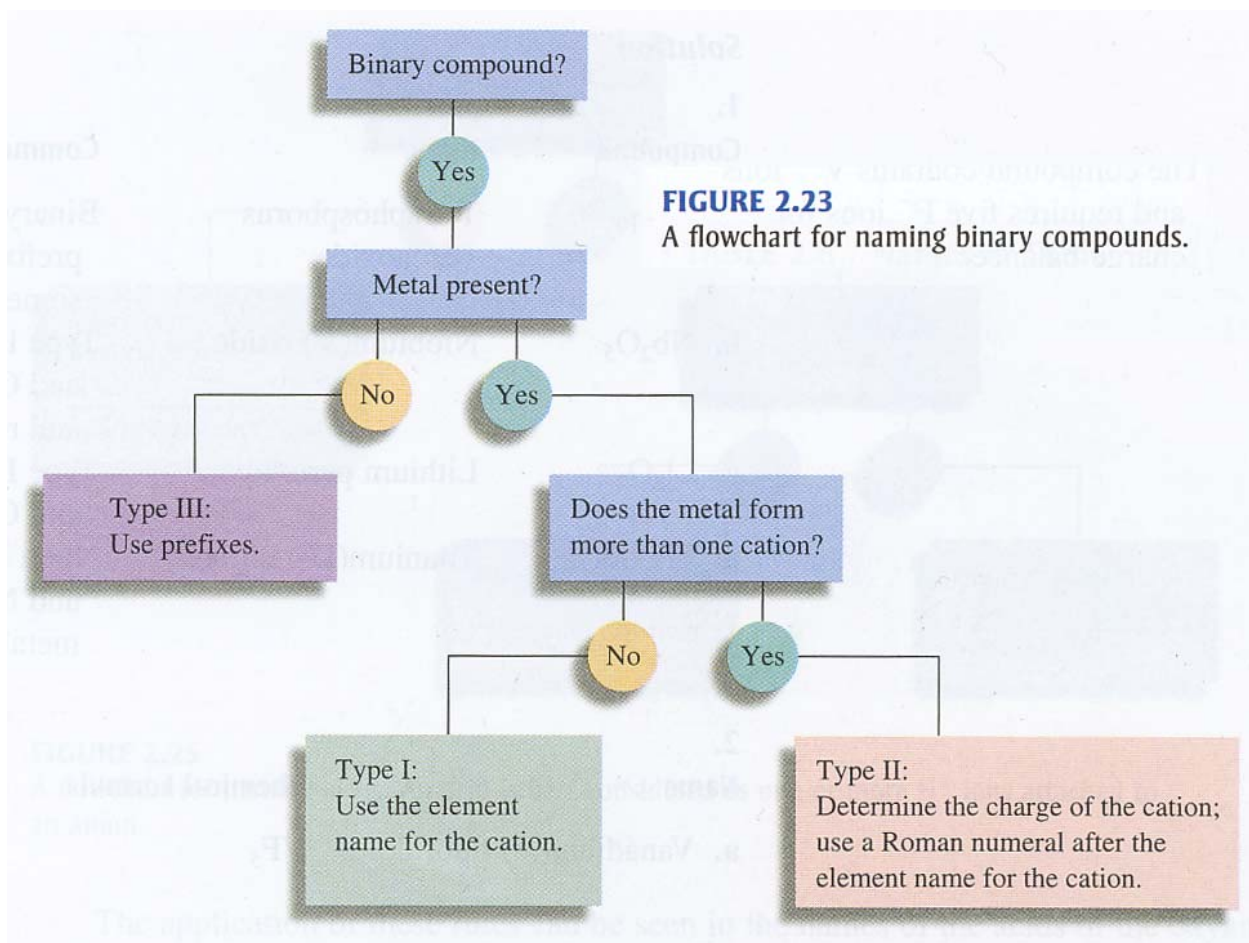 Binary compound?
Yes
FIGURE 2.23
A flowchart for naming binary compounds.
Metal present?
No
Yes
Type III:
Use prefixes.
Does the metal form
more than one cation?
No
Yes
Type I:
Use the element
name for the cation.
Type II:
Determine the charge of the cation;
use a Roman numeral after the
element name for the cation.